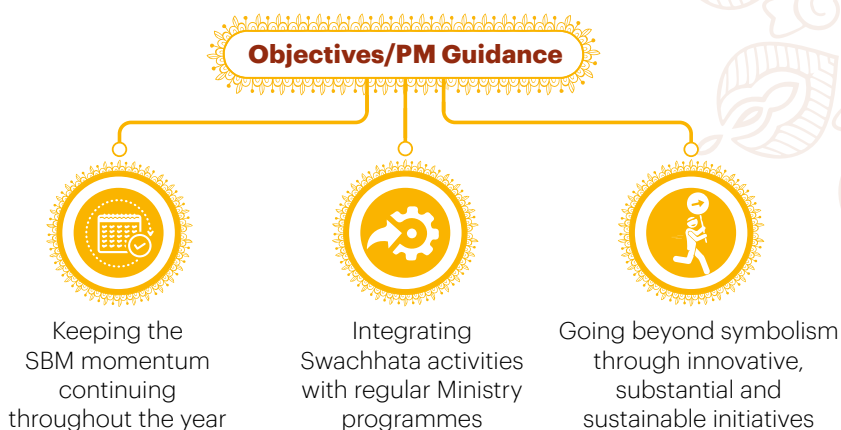 Objectives/PM Guidance
Keeping the
SBM momentum
continuing
throughout the year
Integrating
Swachhata activities
with regular Ministry
programmes
Going beyond symbolism
through innovative,
substantial and
sustainable initiatives